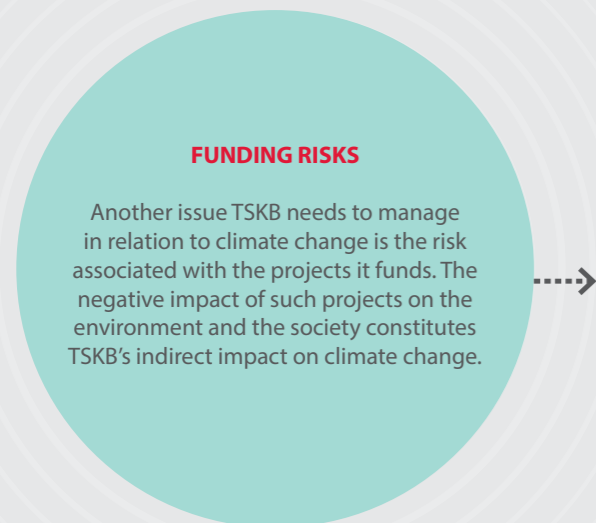 FUNDING RISKS
Another issue TSKB needs to manage
in relation to climate change is the risk
associated with the projects it funds. The
negative impact of such projects on the
environment and the society constitutes
TSKB's indirect impact on climate change.